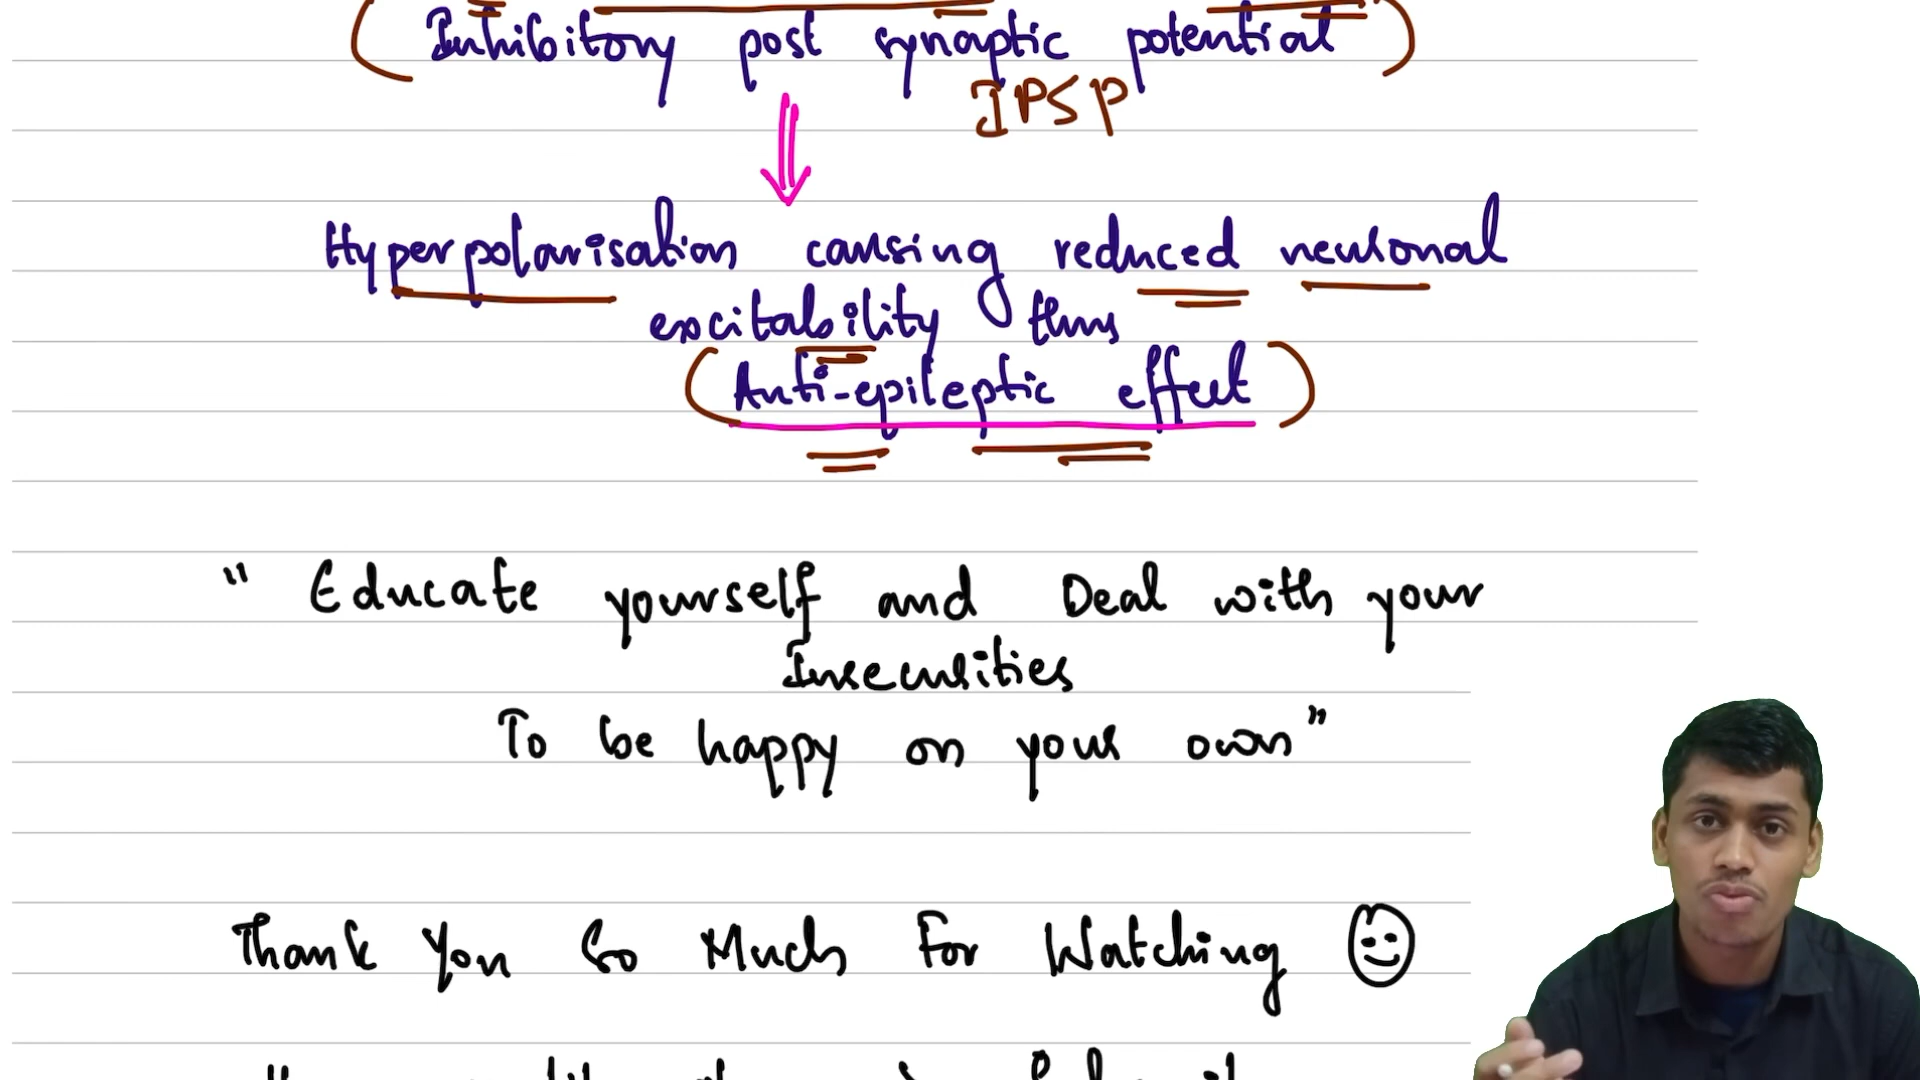 (Inhibitory post synaptic potential)
IPSP
Hyperpolarisation causing reduced neuronal
excitability thus
(Anti-epileptic effect)
" Educate yourself and Deal with your
Insecurities
To be happy on your own"
Thank You So Much For Watching